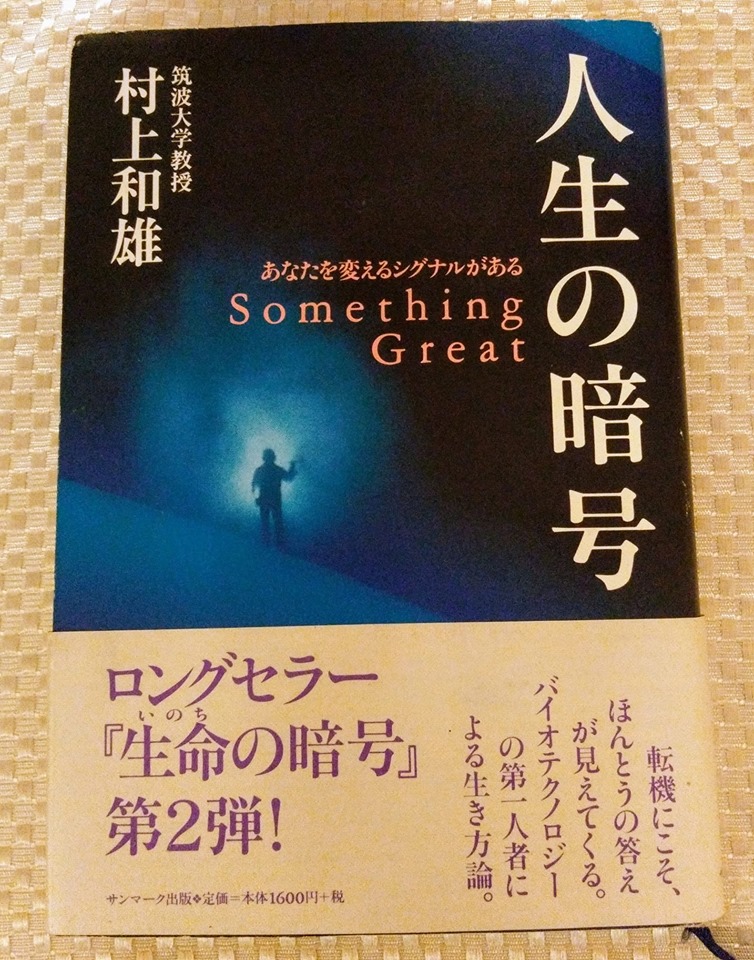 人生の暗号
あなたを変えるシグナルがある
Something
Great
筑波大学教授
村上和雄
転機にこそ、
ほんとうの答え
が見えてくる。
バイオテクノロジー
の第一人者に
よる生き方論。
ロングセラー
いのち
『生命の暗号』
第2弾!
サンマーク出版❖定価=本体1600円+税